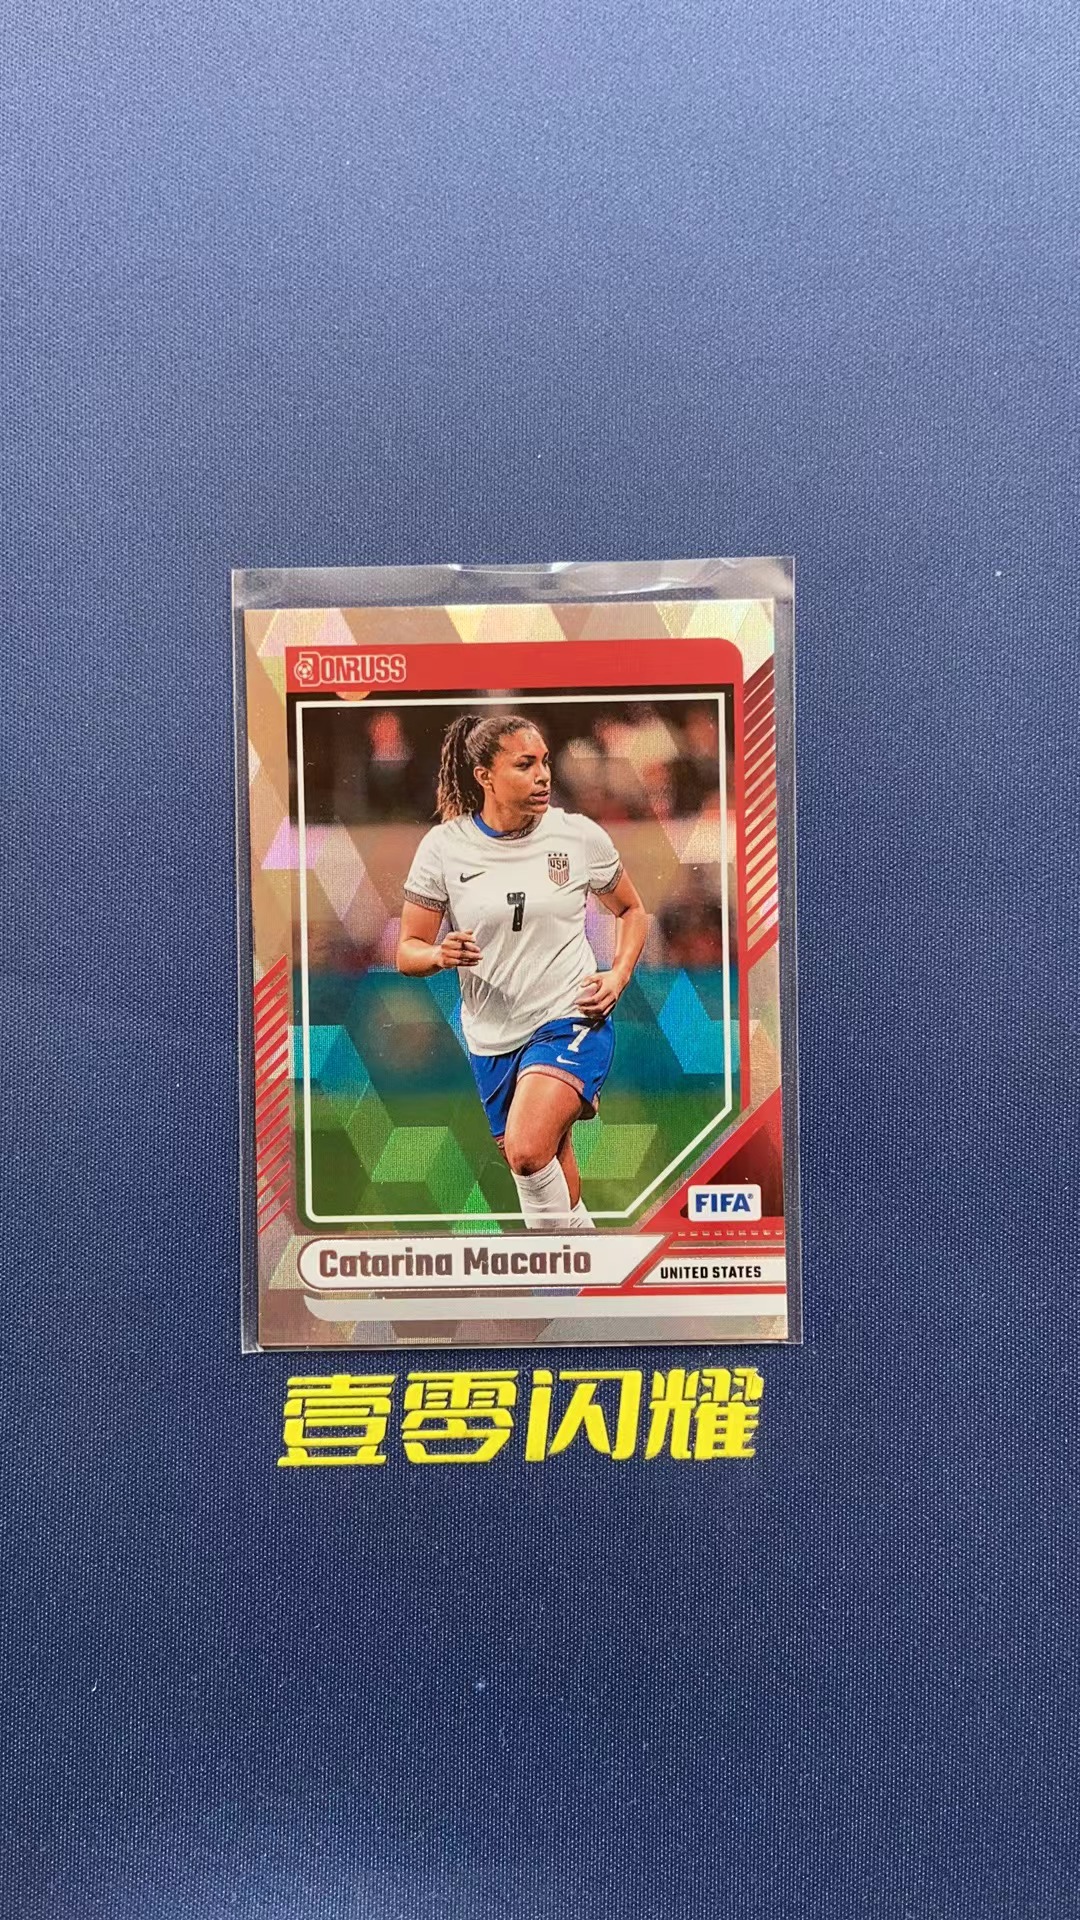 DONRUSS
USA
7
7
FIFA
Catarina Macario
UNITED STATES
壹零闪耀